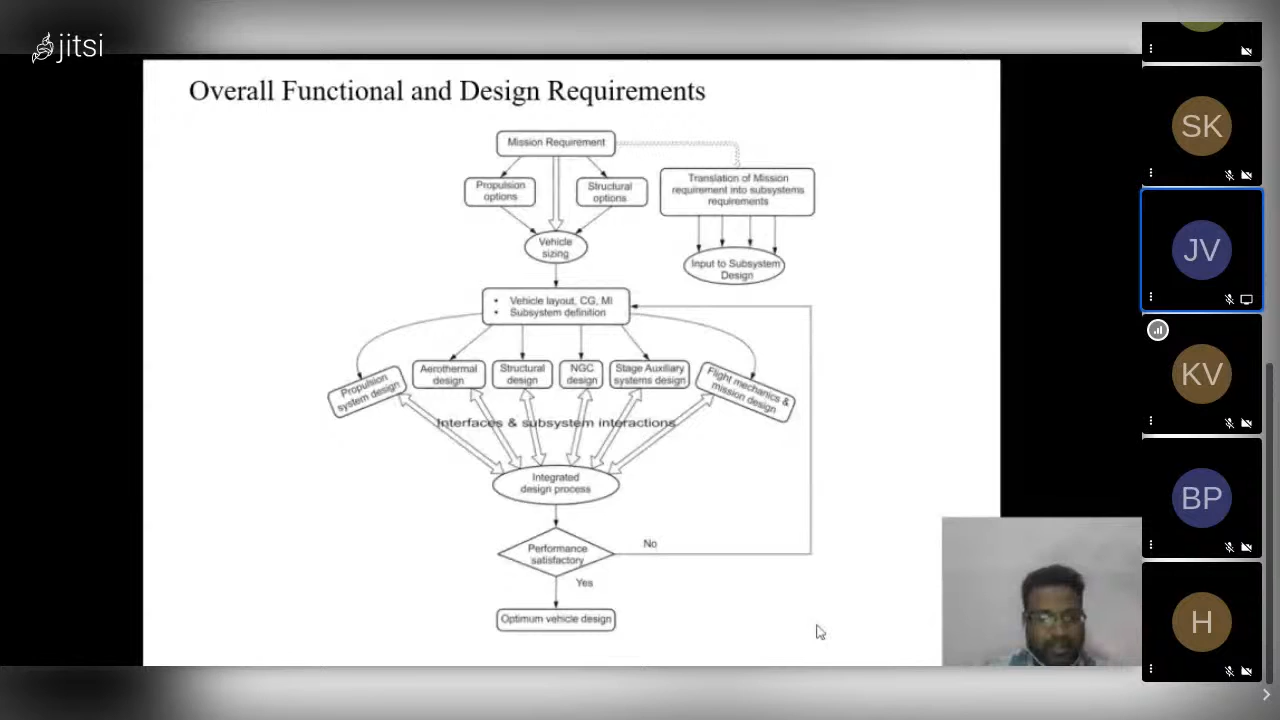 jitsi
Overall Functional and Design Requirements
Mission Requirement
Propulsion
options
Structural
options
Translation of Mission
requirement into subsystems
requirements
Vehicle
sizing
Input to Subsystem
Design
• Vehicle layout, CG, MI
• Subsystem definition
Propulsion
system design
Aerothermal
design
Structural
design
NGC
design
Stage Auxiliary
systems design
Flight mechanics &
mission design
Interfaces & subsystem interactions
Integrated
design process
Performance
satisfactory
No
Yes
Optimum vehicle design
SK
JV
KV
BP
H